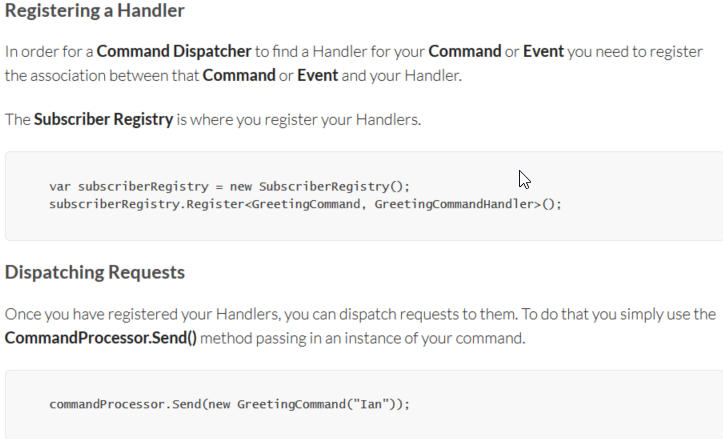 Registering a Handler
In order for a Command Dispatcher to find a Handler for your Command or Event you need to register
the association between that Command or Event and your Handler.
The Subscriber Registry is where you register your Handlers.
var subscriberRegistry = new SubscriberRegistry();
subscriberRegistry.Register<GreetingCommand, GreetingCommandHandler>();
Dispatching Requests
Once you have registered your Handlers, you can dispatch requests to them. To do that you simply use the
CommandProcessor.Send() method passing in an instance of your command.
commandProcessor.Send(new GreetingCommand("Ian"));